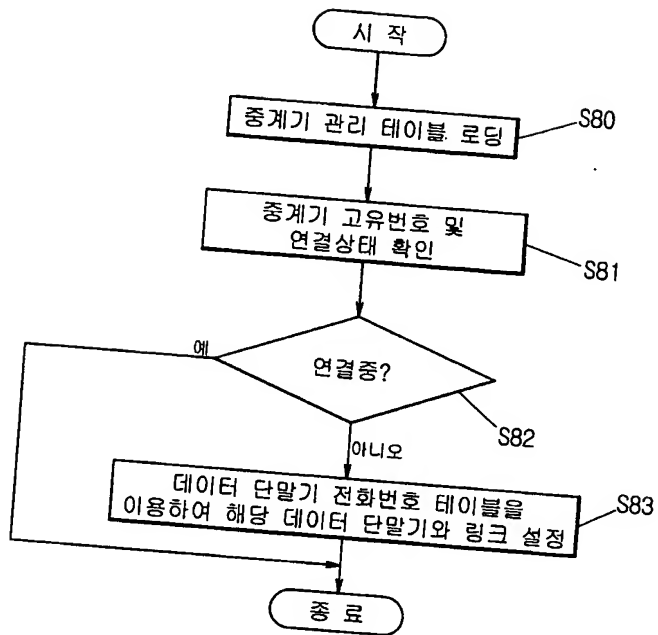 시 작
중계기 관리 테이블 로딩
S80
중계기 고유번호 및
연결상태 확인
S81
예
연결중?
S82
아니오
데이터 단말기 전화번호 테이블을
이용하여 해당 데이터 단말기와 링크 설정
S83
종 료